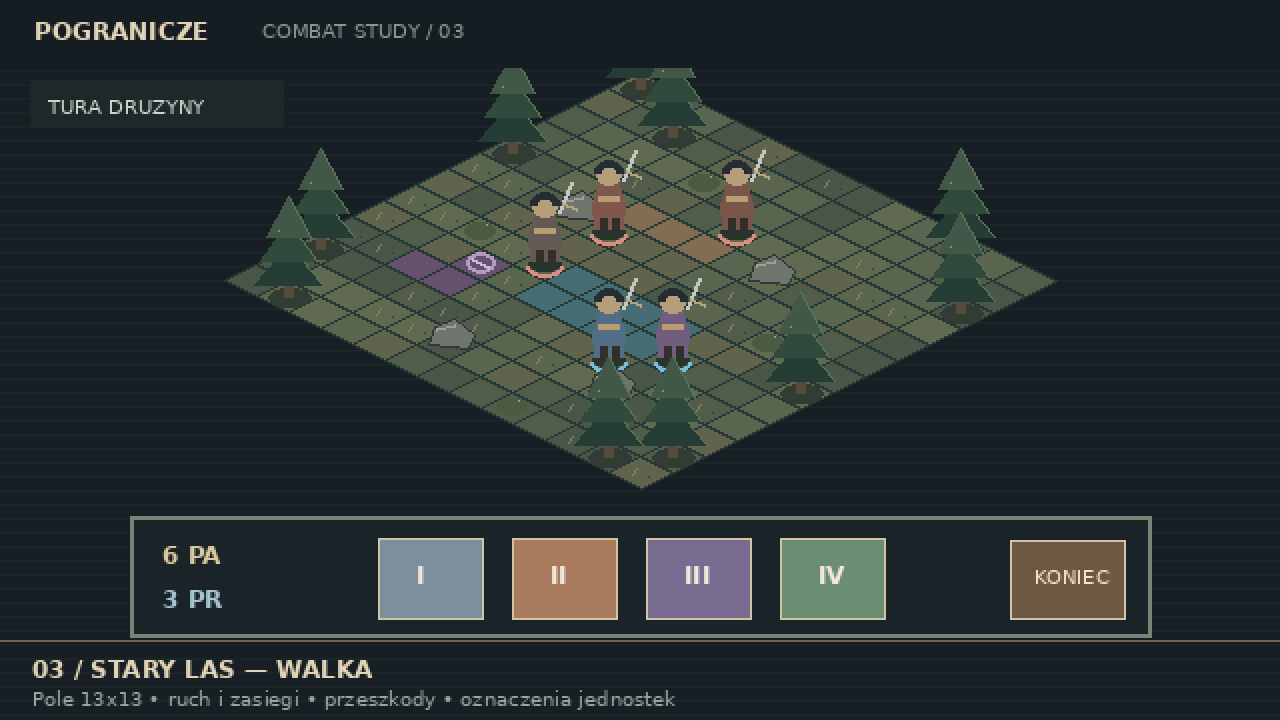 POGRANICZE
COMBAT STUDY / 03
TURA DRUZYNY
6 PA
3 PR
I
II
III
IV
KONIEC
03 / STARY LAS — WALKA
Pole 13x13 • ruch i zasiegi • przeszkody • oznaczenia jednostek